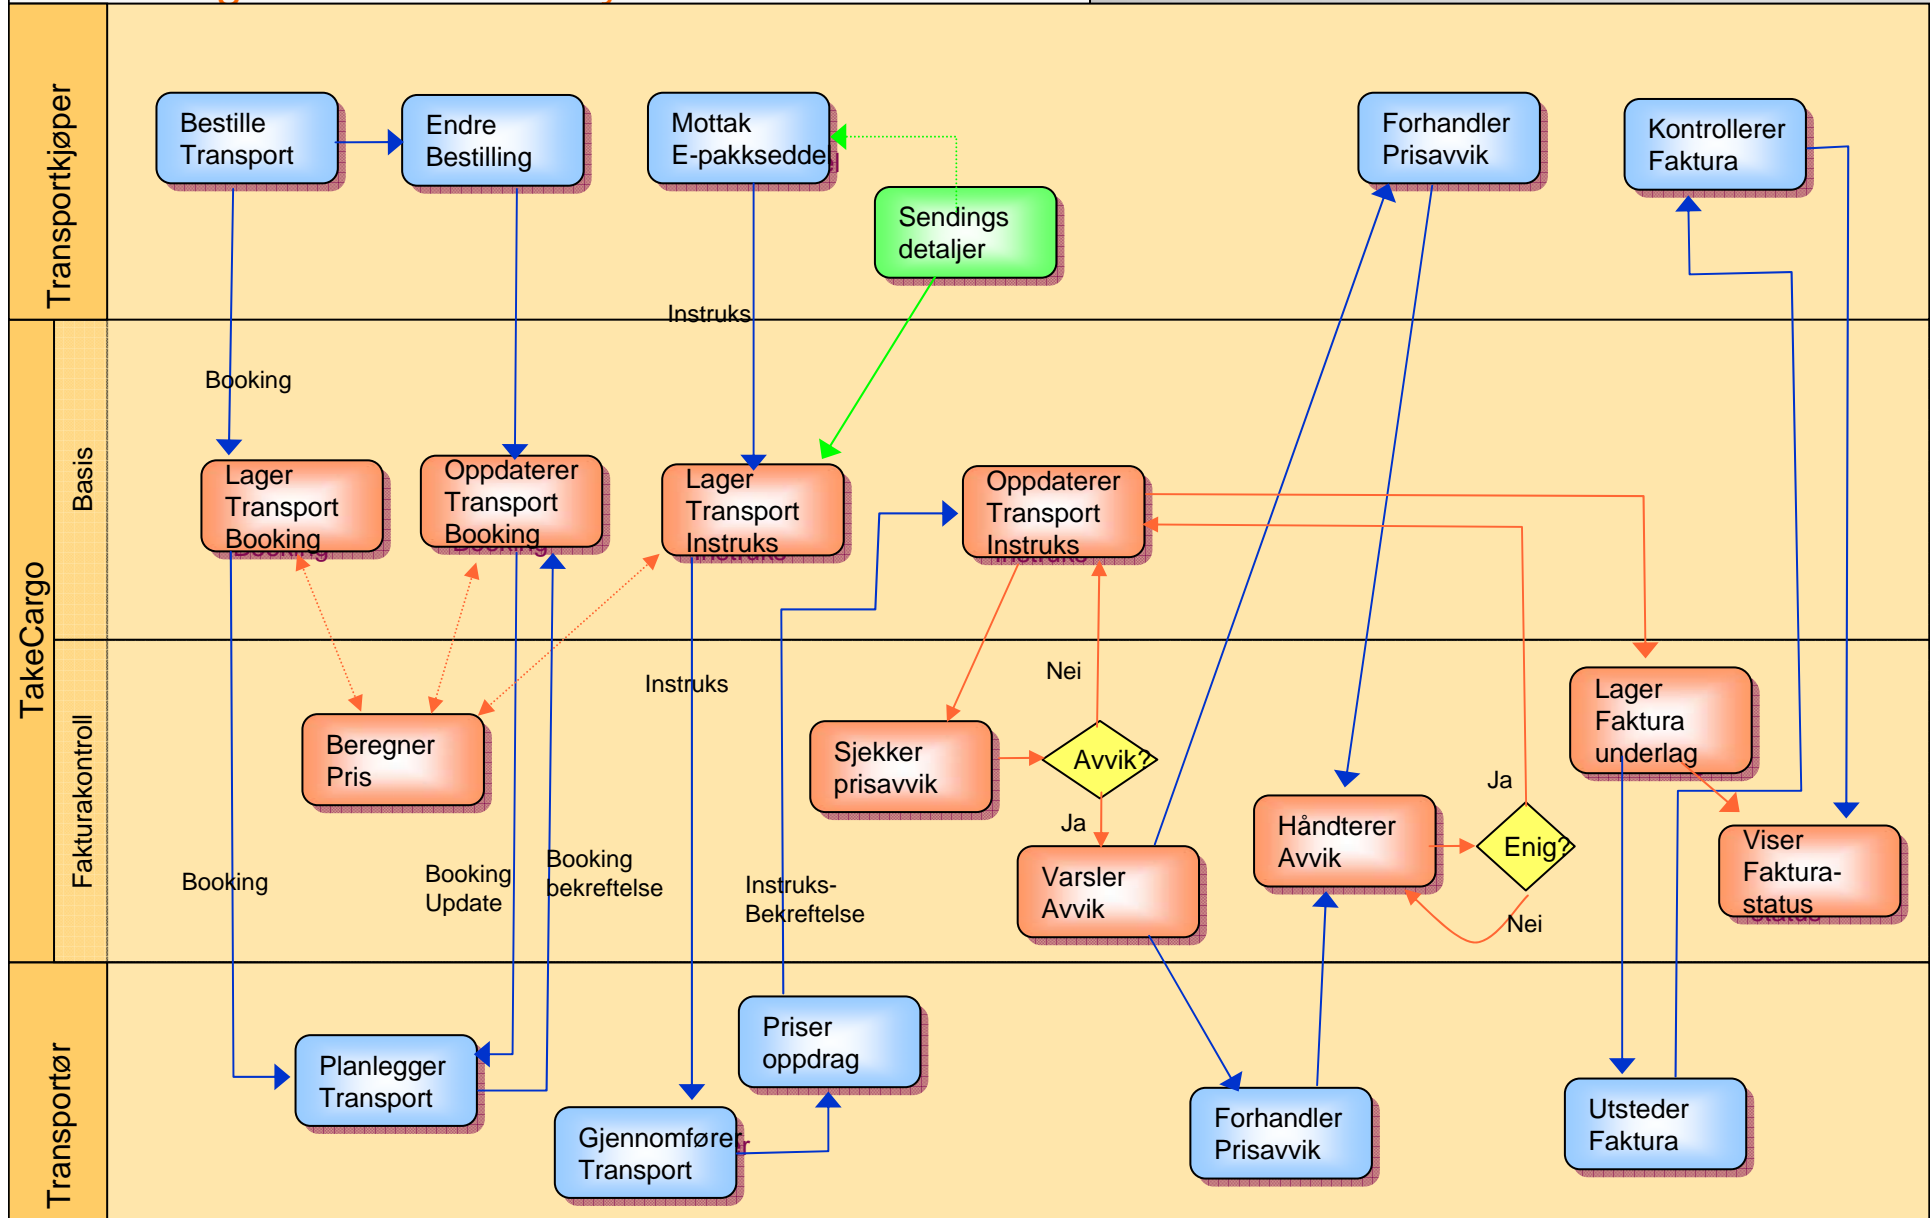 Transportkjøper
Bestille
Transport
Endre
Bestilling
Mottak
E-pakkseddel
Sendings
detaljer
Forhandler
Prisavvik
Kontrollerer
Faktura
Instruks
TakeCargo
Basis
Booking
Lager
Transport
Booking
Oppdaterer
Transport
Booking
Lager
Transport
Instruks
Oppdaterer
Transport
Instruks
Fakturakontroll
Instruks
Nei
Beregner
Pris
Sjekker
prisavvik
Avvik?
Ja
Varsler
Avvik
Håndterer
Avvik
Ja
Enig?
Nei
Lager
Faktura
underlag
Viser
Faktura-
status
Booking
Booking
Update
Booking
bekreftelse
Instruks-
Bekreftelse
Transportør
Planlegger
Transport
Gjennomfører
Transport
Priser
oppdrag
Forhandler
Prisavvik
Utsteder
Faktura